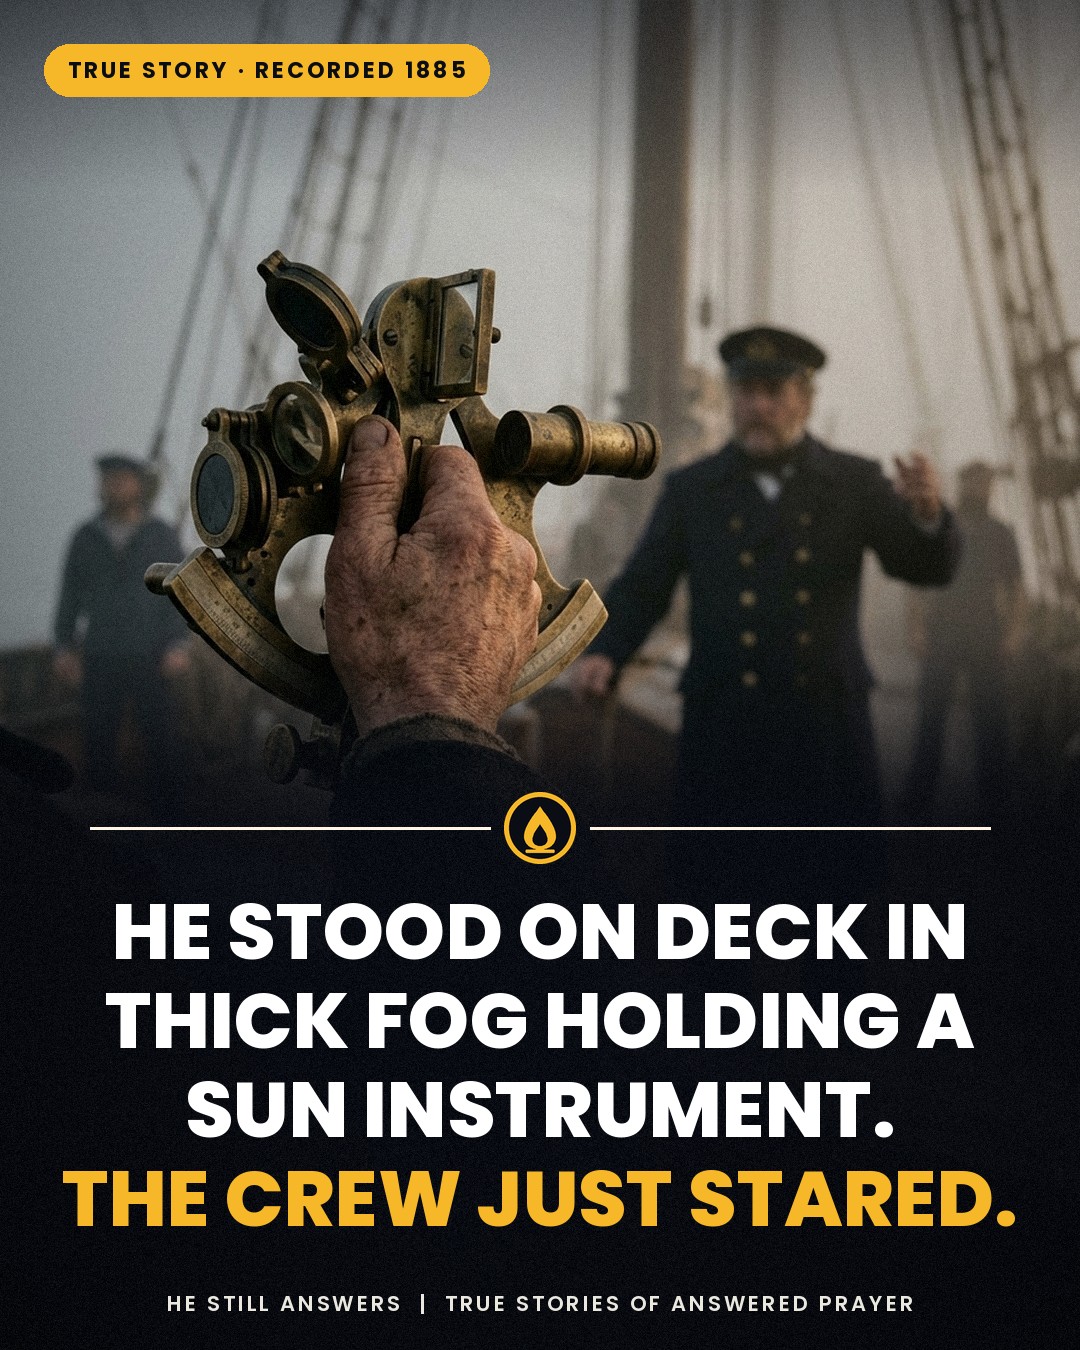 TRUE STORY · RECORDED 1885
HE STOOD ON DECK IN
THICK FOG HOLDING A
SUN INSTRUMENT.
THE CREW JUST STARED.
HE STILL ANSWERS | TRUE STORIES OF ANSWERED PRAYER